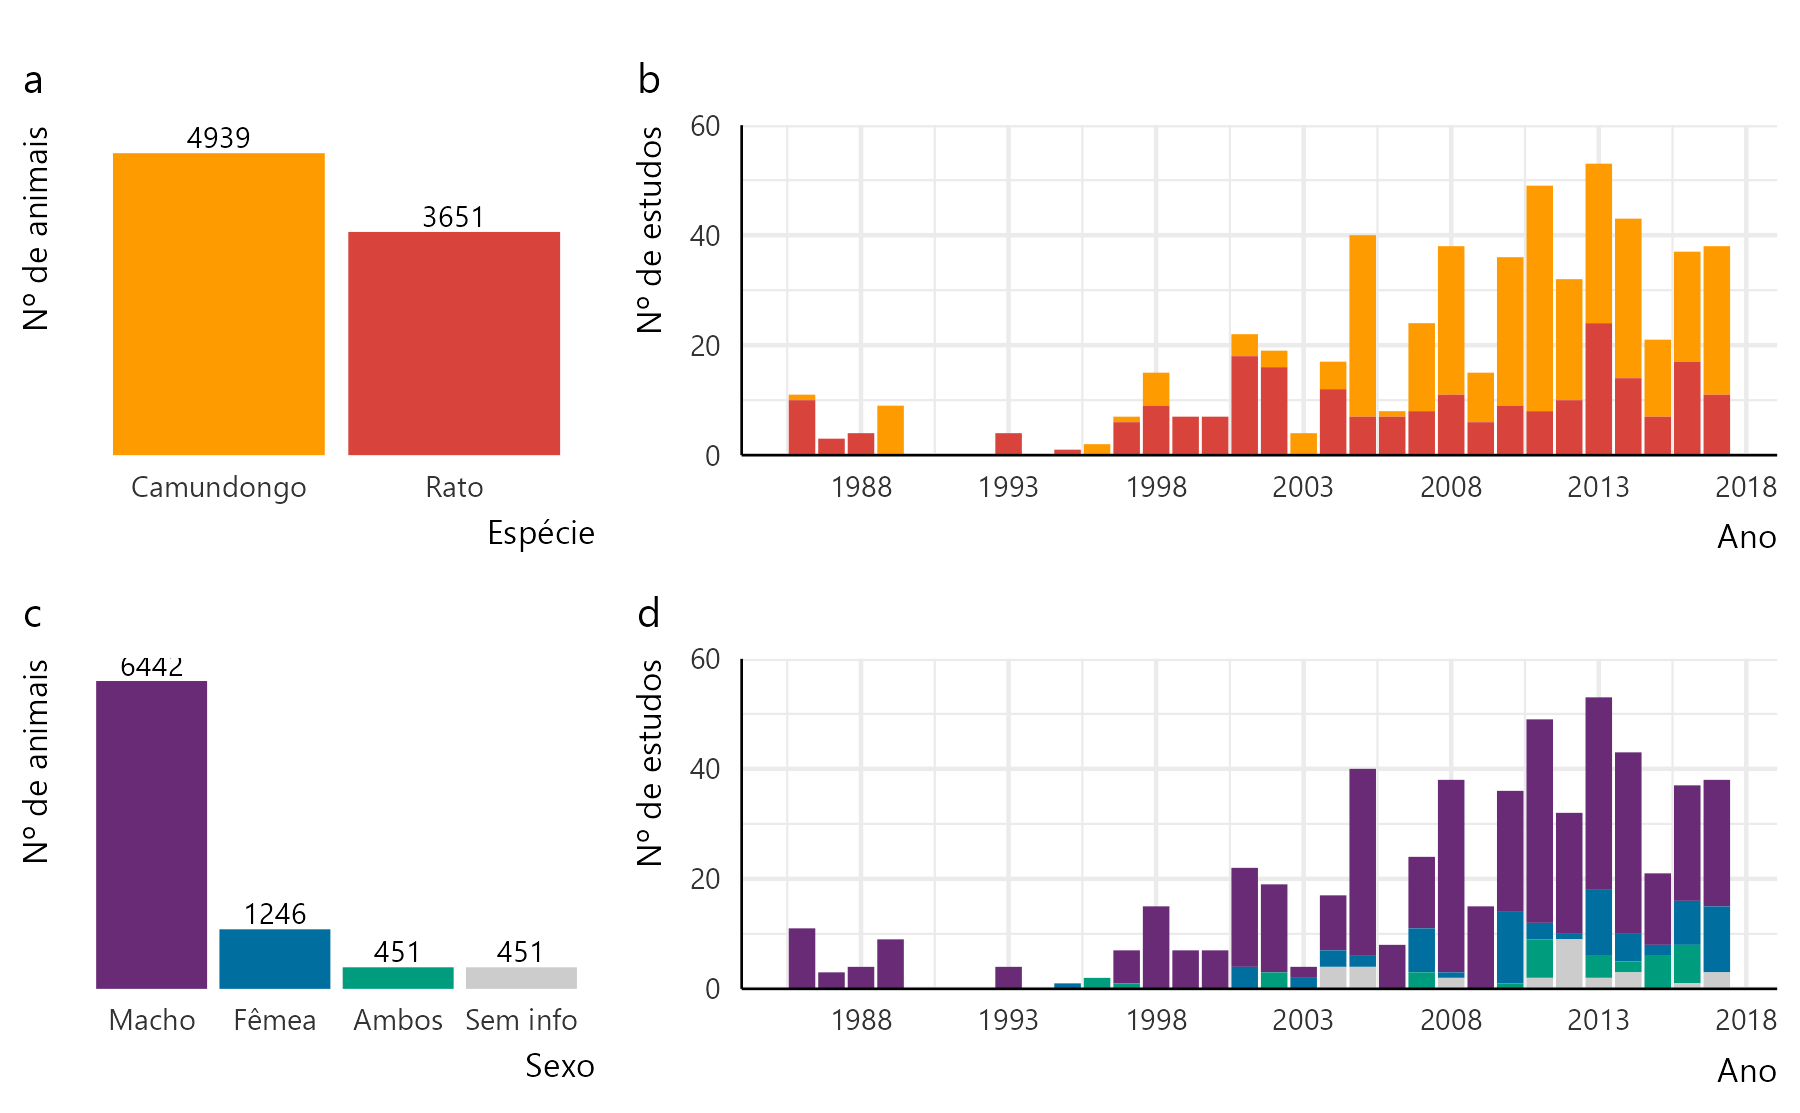 a
Nº de animais
4939
3651
Camundongo Rato
Espécie
b
Nº de estudos
60
40
20
0
1988 1993 1998 2003 2008 2013 2018
Ano
c
Nº de animais
6442
1246
451
451
Macho Fêmea Ambos Sem info
Sexo
d
Nº de estudos
60
40
20
0
1988 1993 1998 2003 2008 2013 2018
Ano